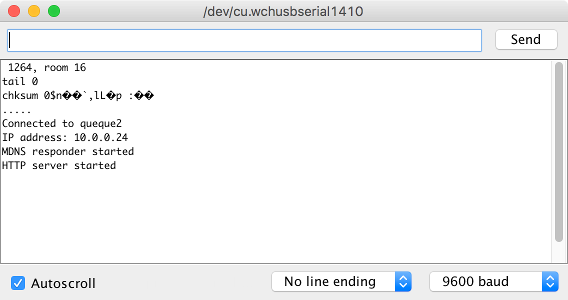 /dev/cu.wchusbserial1410
Send
1264, room 16
tail 0
chksum 0$n��`,lL�p :��
.....
Connected to queque2
IP address: 10.0.0.24
MDNS responder started
HTTP server started
Autoscroll
No line ending
9600 baud